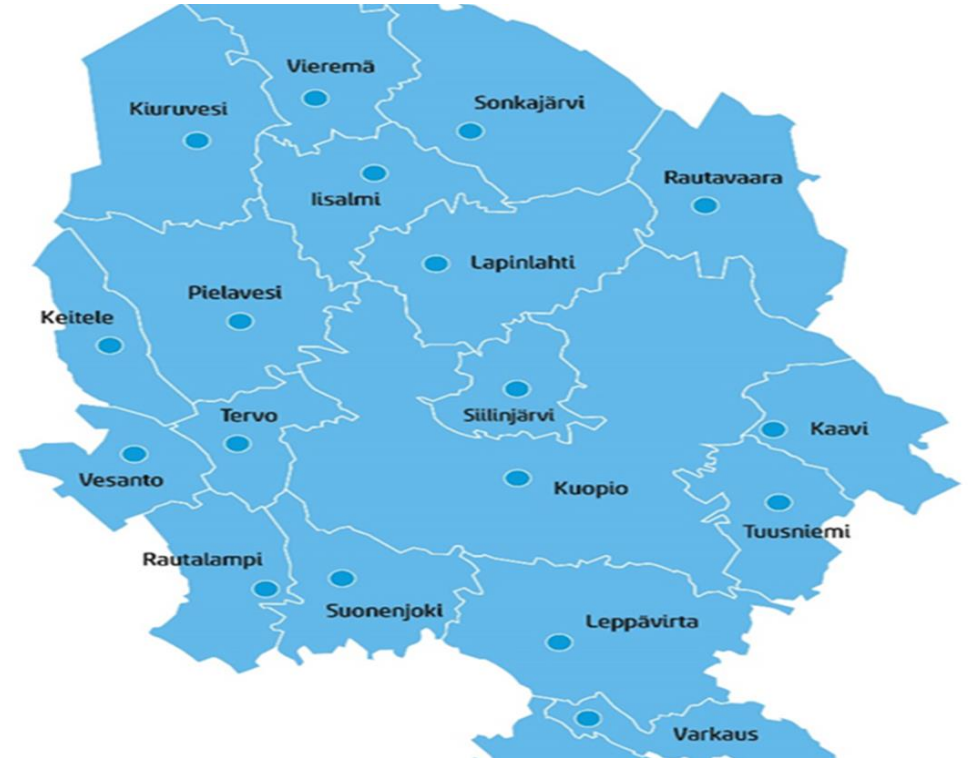 Vieremä
Kiuruvesi
Sonkajärvi
Rautavaara
Iisalmi
Lapinlahti
Pielavesi
Keitele
Tervo
Siilinjärvi
Kaavi
Vesanto
Kuopio
Tuusniemi
Rautalampi
Suonenjoki
Leppävirta
Varkaus